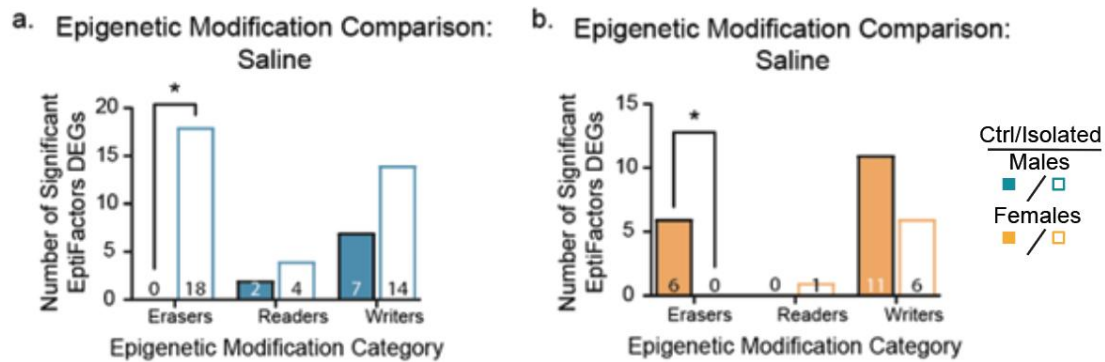 a. Epigenetic Modification Comparison:
Saline
Number of Significant
EptiFactors DEGs
20
15
10
5
0
*
0 18 2 4 7 14
Erasers Readers Writers
Epigenetic Modification Category
b. Epigenetic Modification Comparison:
Saline
Number of Significant
EptiFactors DEGs
15
10
5
0
*
6 0 0 1 11 6
Erasers Readers Writers
Epigenetic Modification Category
Ctrl/Isolated
Males
/
Females
/